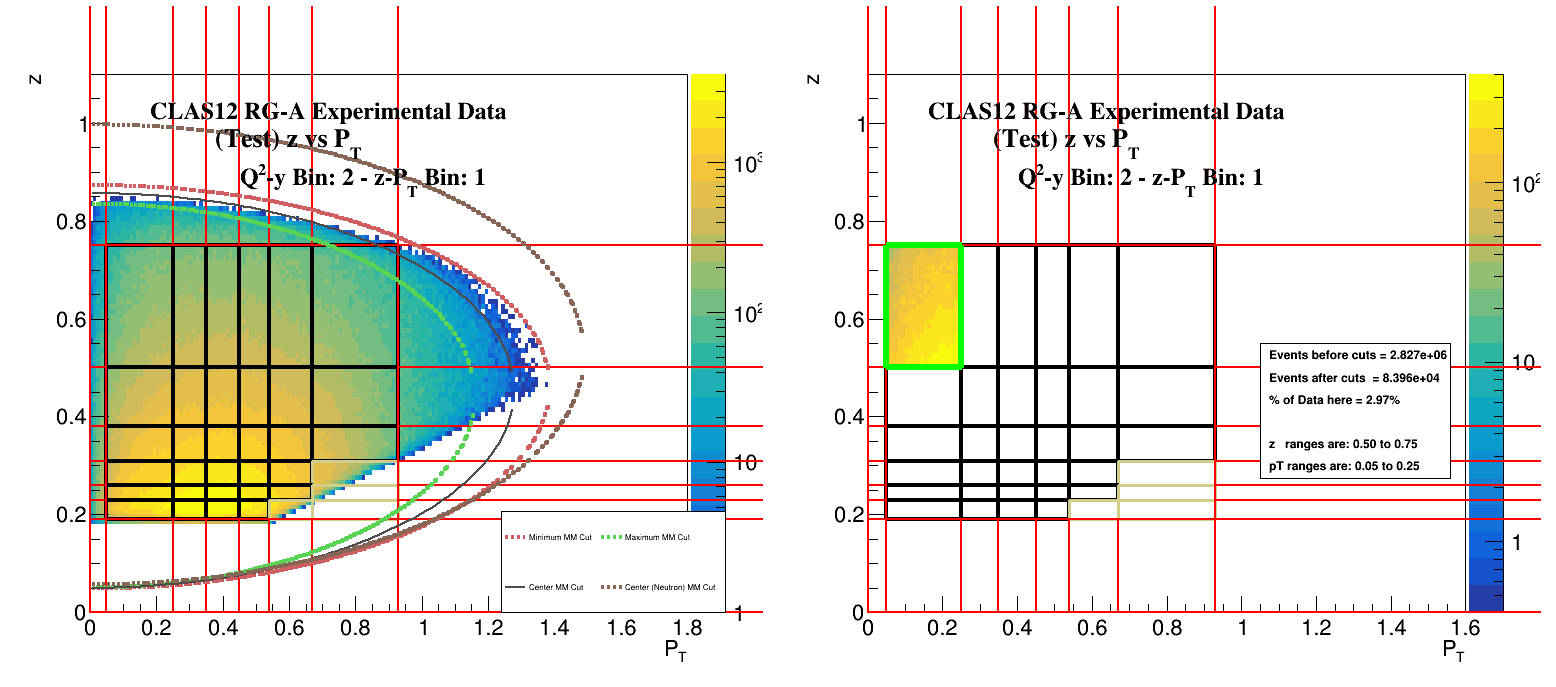 CLAS12 RG-A Experimental Data
(Test) z vs P_T
Q²-y Bin: 2 - z-P_T Bin: 1
z
1
0.8
0.6
0.4
0.2
0
0 0.2 0.4 0.6 0.8 1 1.2 1.4 1.6 1.8
P_T
10³
10²
10
1
Minimum MM Cut Maximum MM Cut
Center MM Cut Center (Neutron) MM Cut
CLAS12 RG-A Experimental Data
(Test) z vs P_T
Q²-y Bin: 2 - z-P_T Bin: 1
z
1
0.8
0.6
0.4
0.2
0
0 0.2 0.4 0.6 0.8 1 1.2 1.4 1.6
P_T
10²
10
1
Events before cuts = 2.827e+06
Events after cuts = 8.396e+04
% of Data here = 2.97%
z ranges are: 0.50 to 0.75
pT ranges are: 0.05 to 0.25